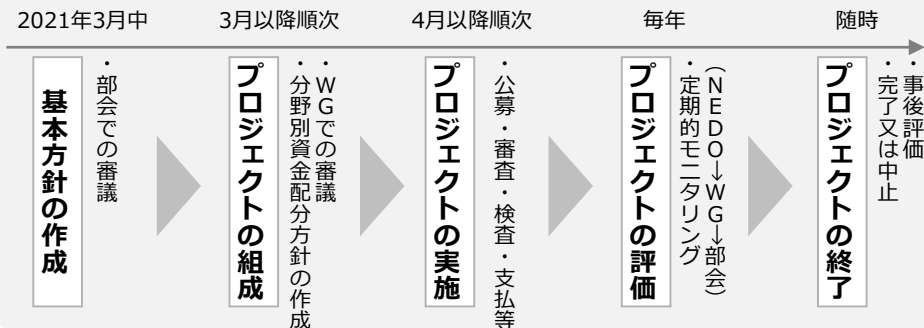 2021年3月中
3月以降順次
4月以降順次
毎年
随時
基本方針の作成
・部会での審議
プロジェクトの組成
・WGでの審議
・分野別資金配分方針の作成
プロジェクトの実施
・公募・審査・検査・支払等
プロジェクトの評価
・定期的モニタリング
（NEDO→WG→部会）
プロジェクトの終了
・事後評価
・完了又は中止